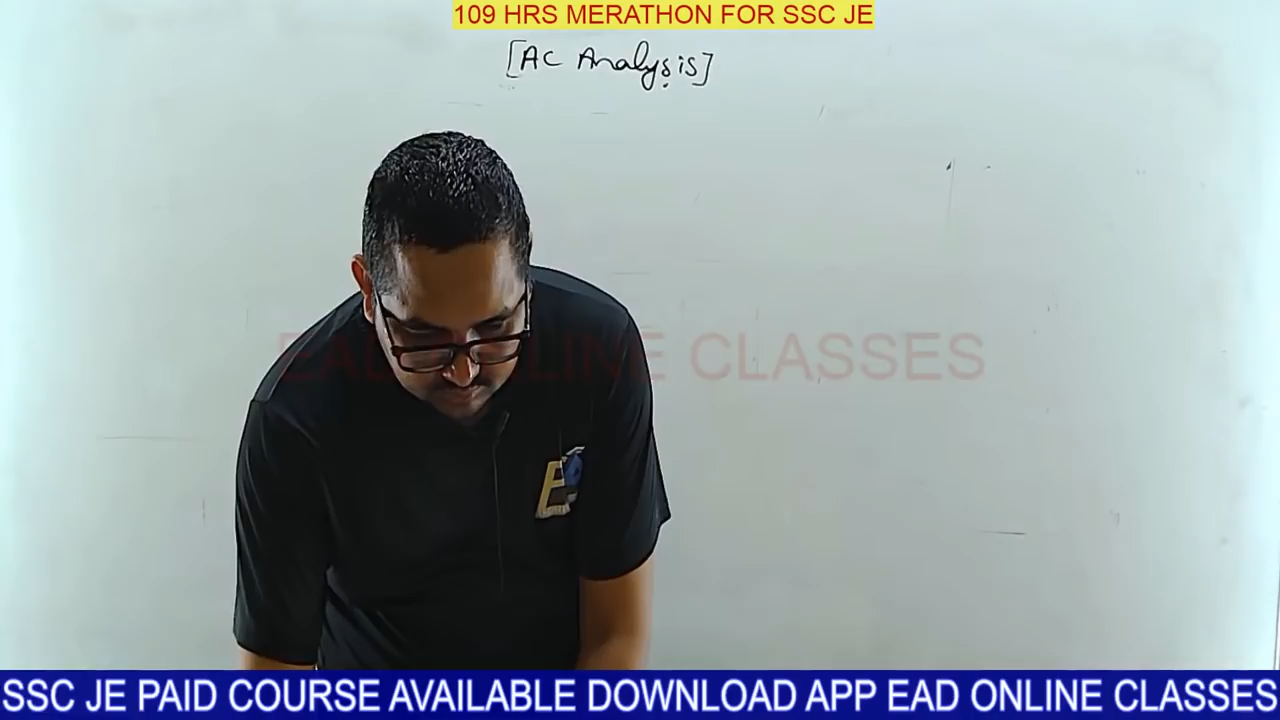 109 HRS MERATHON FOR SSC JE
[AC Analysis]
EAD ONLINE CLASSES
SSC JE PAID COURSE AVAILABLE DOWNLOAD APP EAD ONLINE CLASSES